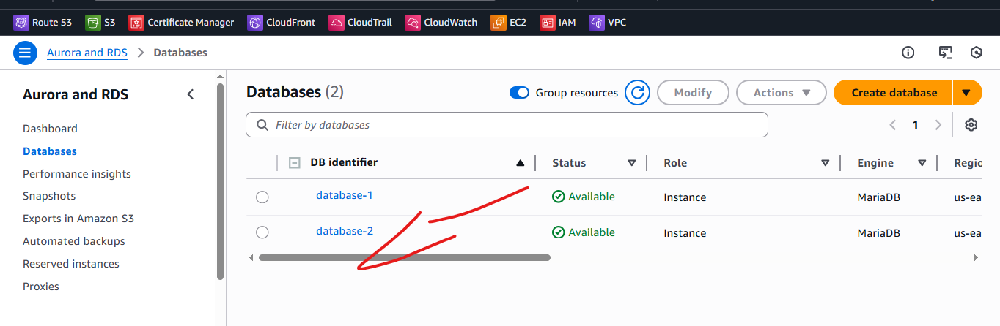 Route 53 S3 Certificate Manager CloudFront CloudTrail CloudWatch EC2 IAM VPC
Aurora and RDS > Databases
Aurora and RDS
Dashboard
Databases
Performance insights
Snapshots
Exports in Amazon S3
Automated backups
Reserved instances
Proxies
Databases (2) Group resources Modify Actions Create database
Filter by databases 1
DB identifier Status Role Engine Regio
database-1 Available Instance MariaDB us-ea
database-2 Available Instance MariaDB us-ea